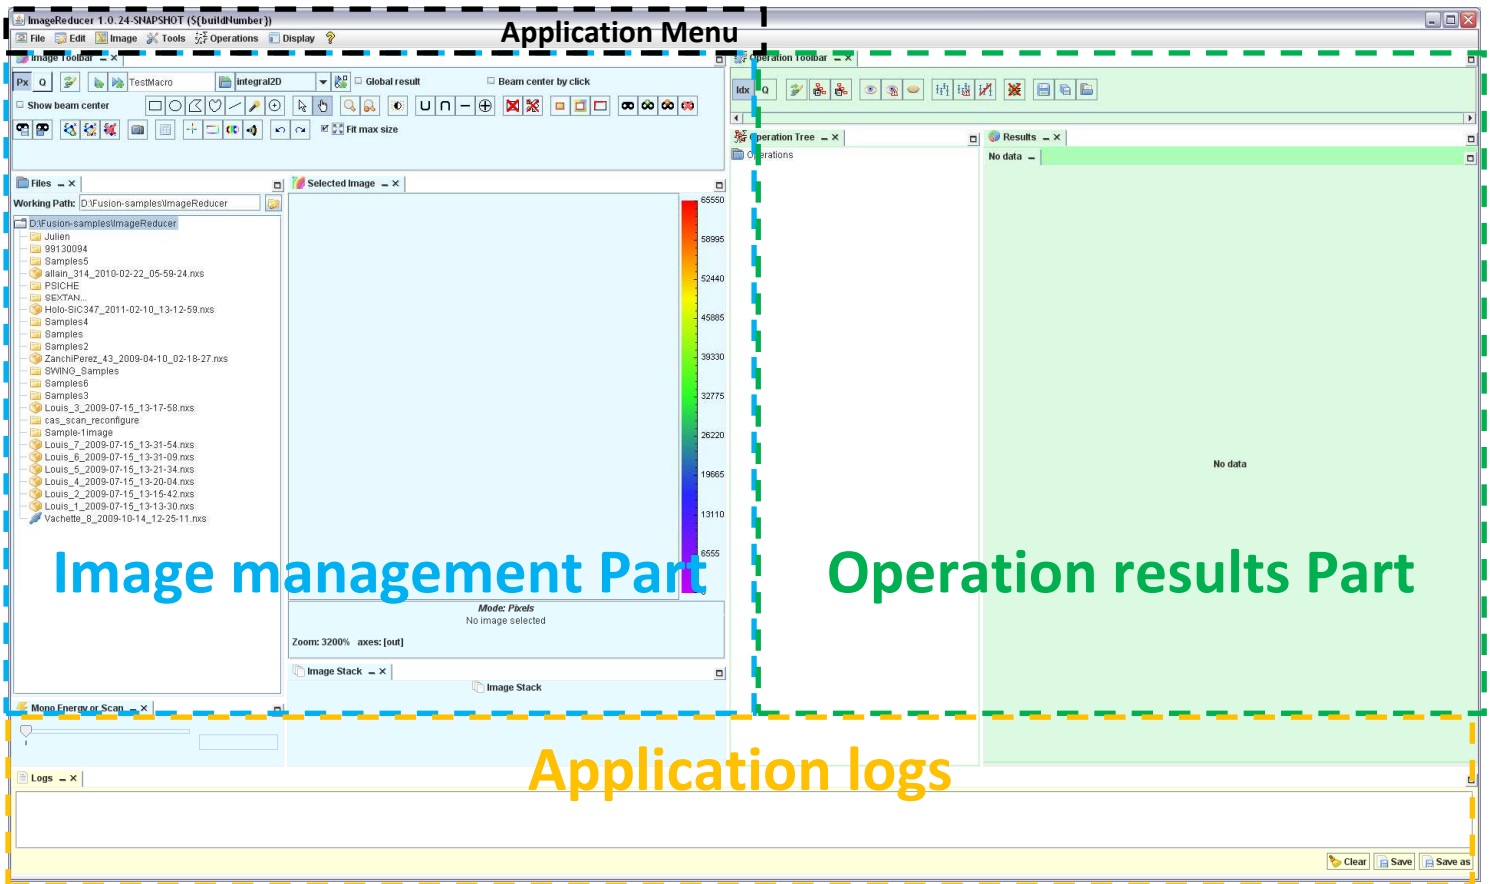 ImageReducer 1.0.24-SNAPSHOT (${buildNumber})
File Edit Image Tools Operations Display
Application Menu
Image Toolbar
Px Q TestMacro integral2D Global result Beam center by click
Show beam center
Fit max size
Operation Toolbar
Idx Q
Operation Tree
Operations
Results
No data
No data
Files
Working Path: D:\Fusion-samples\ImageReducer
D:\Fusion-samples\ImageReducer
Julien
99130094
Samples5
allain_314_2010-02-22_05-59-24.nxs
PSICHE
SEXTAN...
Holo-SiC347_2011-02-10_13-12-59.nxs
Samples4
Samples
Samples2
ZanchiPerez_43_2009-04-10_02-18-27.nxs
SWING_Samples
Samples6
Samples3
Louis_3_2009-07-15_13-17-58.nxs
cas_scan_reconfigure
Sample-1image
Louis_7_2009-07-15_13-31-54.nxs
Louis_6_2009-07-15_13-31-09.nxs
Louis_5_2009-07-15_13-21-34.nxs
Louis_4_2009-07-15_13-20-04.nxs
Louis_2_2009-07-15_13-15-42.nxs
Louis_1_2009-07-15_13-13-30.nxs
Vachette_8_2009-10-14_12-25-11.nxs
Selected Image
65550
58995
52440
45885
39330
32775
26220
19665
13110
6555
0
Image management Part
Operation results Part
Mode: Pixels
No image selected
Zoom: 3200% axes: [out]
Image Stack
Image Stack
Mono Energy or Scan
Application logs
Logs
Clear Save Save as